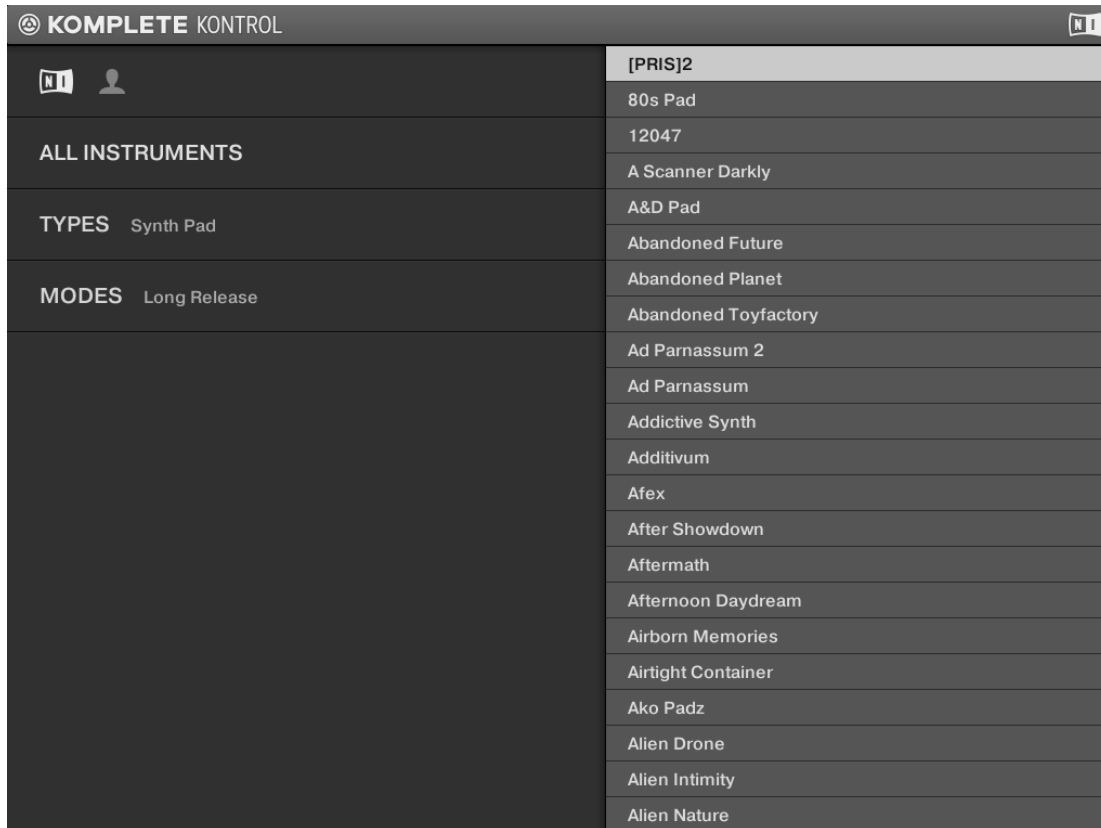 KOMPLETE KONTROL
NI
NI
ALL INSTRUMENTS
TYPES Synth Pad
MODES Long Release
[PRIS]2
80s Pad
12047
A Scanner Darkly
A&D Pad
Abandoned Future
Abandoned Planet
Abandoned Toyfactory
Ad Parnassum 2
Ad Parnassum
Addictive Synth
Additivum
Afex
After Showdown
Aftermath
Afternoon Daydream
Airborn Memories
Airtight Container
Ako Padz
Alien Drone
Alien Intimity
Alien Nature